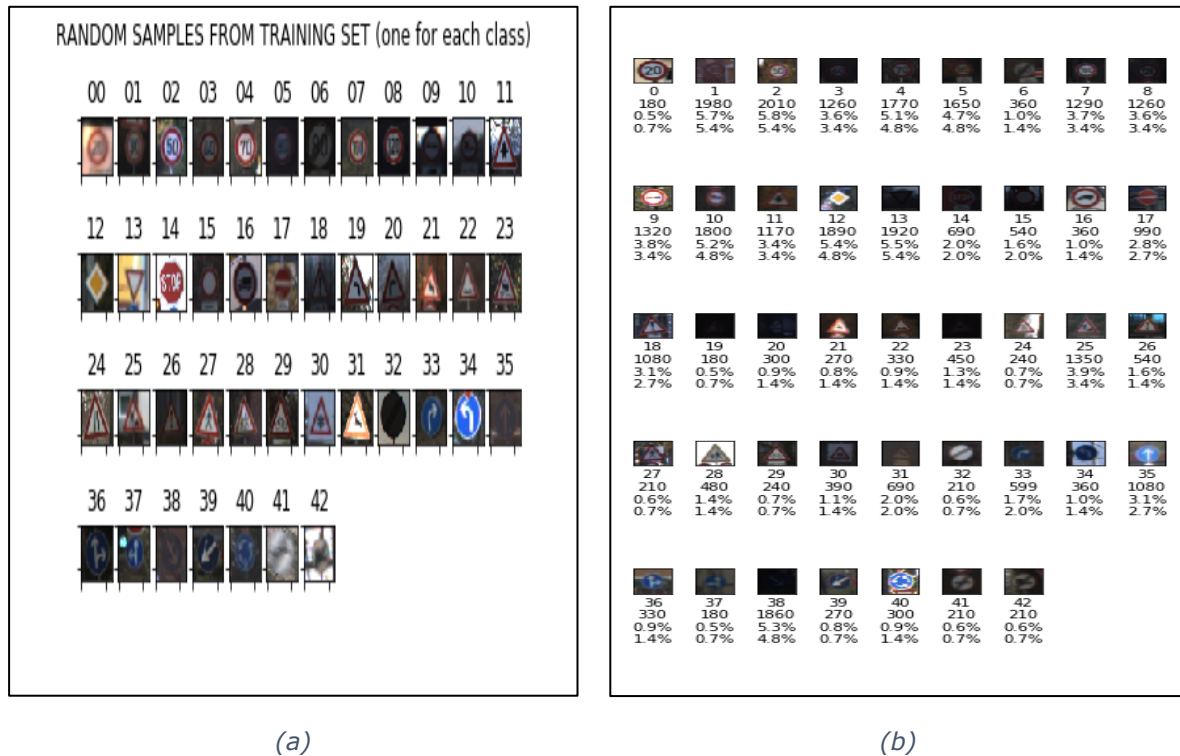 RANDOM SAMPLES FROM TRAINING SET (one for each class)
00 01 02 03 04 05 06 07 08 09 10 11
50 70 100 120
12 13 14 15 16 17 18 19 20 21 22 23
STOP
24 25 26 27 28 29 30 31 32 33 34 35
36 37 38 39 40 41 42
(a)
20
0 1 2 3 4 5 6 7 8
180 1980 2010 1260 1770 1650 360 1290 1260
0.5% 5.7% 5.8% 3.6% 5.1% 4.7% 1.0% 3.7% 3.6%
0.7% 5.4% 5.4% 3.4% 4.8% 4.8% 1.4% 3.4% 3.4%
9 10 11 12 13 14 15 16 17
1320 1800 1170 1890 1920 690 540 360 990
3.8% 5.2% 3.4% 5.4% 5.5% 2.0% 1.6% 1.0% 2.8%
3.4% 4.8% 3.4% 4.8% 5.4% 2.0% 2.0% 1.4% 2.7%
18 19 20 21 22 23 24 25 26
1080 180 300 270 330 450 240 1350 540
3.1% 0.5% 0.9% 0.8% 0.9% 1.3% 0.7% 3.9% 1.6%
2.7% 0.7% 1.4% 1.4% 1.4% 1.4% 0.7% 3.4% 1.4%
27 28 29 30 31 32 33 34 35
210 480 240 390 690 210 599 360 1080
0.6% 1.4% 0.7% 1.1% 2.0% 0.6% 1.7% 1.0% 3.1%
0.7% 1.4% 0.7% 1.4% 2.0% 0.7% 2.0% 1.4% 2.7%
36 37 38 39 40 41 42
330 180 1860 270 300 210 210
0.9% 0.5% 5.3% 0.8% 0.9% 0.6% 0.6%
1.4% 0.7% 4.8% 0.7% 1.4% 0.7% 0.7%
(b)